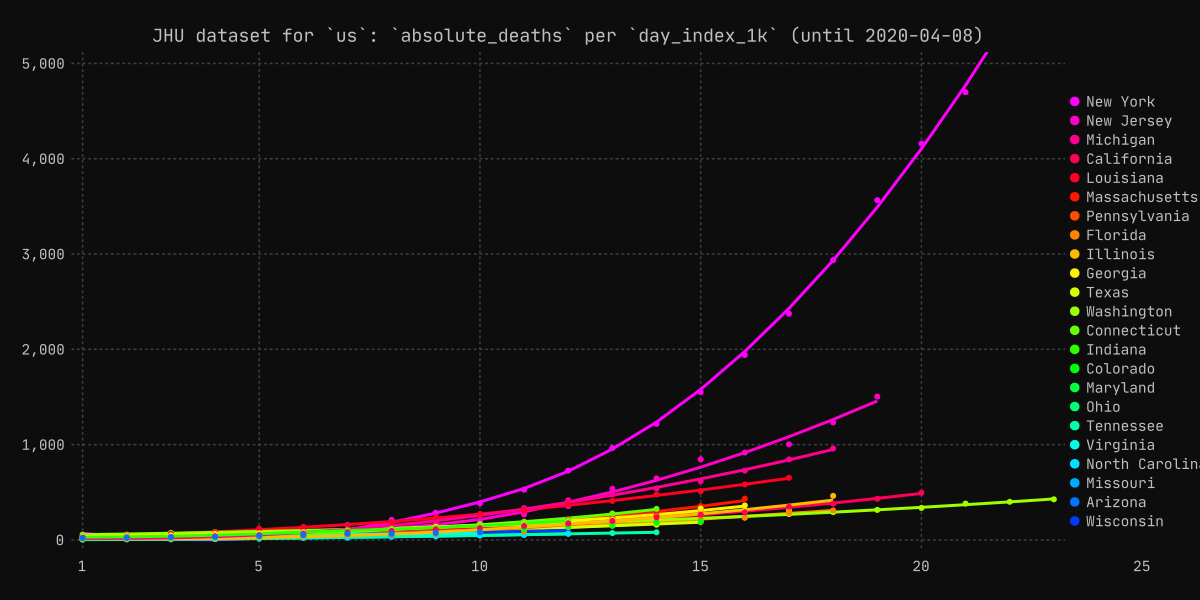 JHU dataset for `us`: `absolute_deaths` per `day_index_1k` (until 2020-04-08)
5,000
4,000
3,000
2,000
1,000
0
1
5
10
15
20
25
New York
New Jersey
Michigan
California
Louisiana
Massachusetts
Pennsylvania
Florida
Illinois
Georgia
Texas
Washington
Connecticut
Indiana
Colorado
Maryland
Ohio
Tennessee
Virginia
North Carolina
Missouri
Arizona
Wisconsin